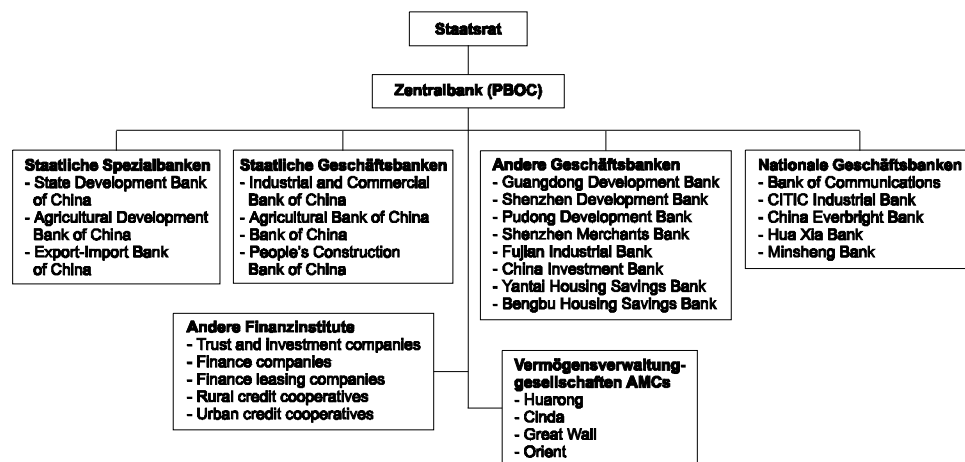 Staatsrat
Zentralbank (PBOC)
Staatliche Spezialbanken
- State Development Bank
of China
- Agricultural Development
Bank of China
- Export-Import Bank
of China
Staatliche Geschäftsbanken
- Industrial and Commercial
Bank of China
- Agricultural Bank of China
- Bank of China
- People's Construction
Bank of China
Andere Geschäftsbanken
- Guangdong Development Bank
- Shenzhen Development Bank
- Pudong Development Bank
- Shenzhen Merchants Bank
- Fujian Industrial Bank
- China Investment Bank
- Yantai Housing Savings Bank
- Bengbu Housing Savings Bank
Nationale Geschäftsbanken
- Bank of Communications
- CITIC Industrial Bank
- China Everbright Bank
- Hua Xia Bank
- Minsheng Bank
Andere Finanzinstitute
- Trust and Investment companies
- Finance companies
- Finance leasing companies
- Rural credit cooperatives
- Urban credit cooperatives
Vermögensverwaltung-
gesellschaften AMCs
- Huarong
- Cinda
- Great Wall
- Orient